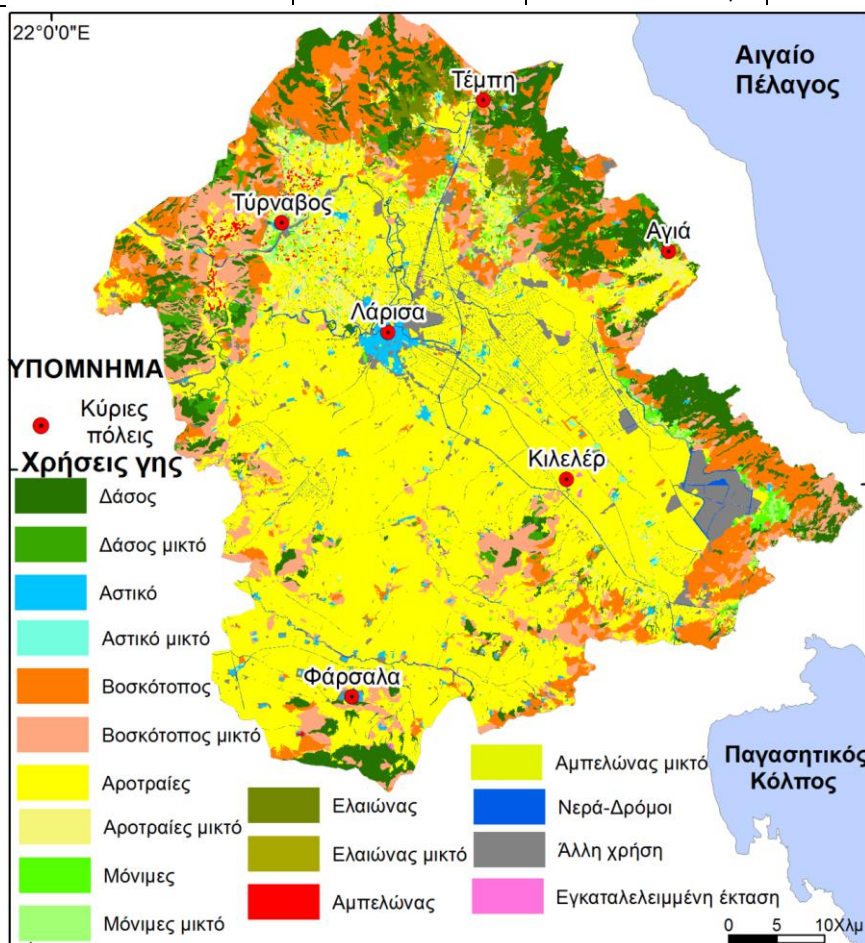 22°0'0"E
Αιγαίο
Πέλαγος
Τέμπη
Τύρναβος
Αγιά
Λάρισα
Κιλελέρ
Φάρσαλα
Παγασητικός
Κόλπος
ΥΠΟΜΝΗΜΑ
Κύριες
πόλεις
Χρήσεις γης
Δάσος
Δάσος μικτό
Αστικό
Αστικό μικτό
Βοσκότοπος
Βοσκότοπος μικτό
Αροτραίες
Αροτραίες μικτό
Μόνιμες
Μόνιμες μικτό
Ελαιώνας
Ελαιώνας μικτό
Αμπελώνας
Αμπελώνας μικτό
Νερά-Δρόμοι
Άλλη χρήση
Εγκαταλελειμμένη έκταση
0 5 10Χλμ